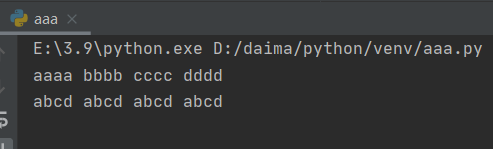 aaa
E:\3.9\python.exe D:/daima/python/venv/aaa.py
aaaa bbbb cccc dddd
abcd abcd abcd abcd